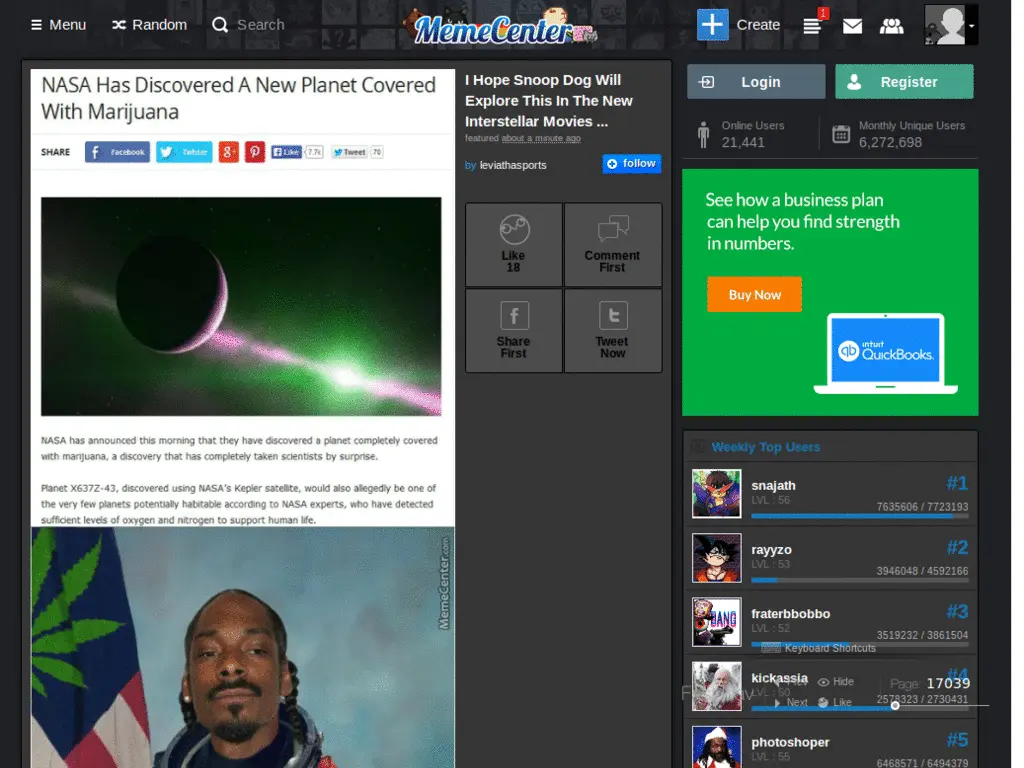 Menu
Random
Search
MemeCenter
Create
1
NASA Has Discovered A New Planet Covered
With Marijuana
SHARE
Facebook
Twitter
g+
Like
7.7k
Tweet
70
NASA has announced this morning that they have discovered a planet completely covered
with marijuana, a discovery that has completely taken scientists by surprise.
Planet X637Z-43, discovered using NASA's Kepler satellite, would also allegedly be one of
the very few planets potentially habitable according to NASA experts, who have detected
sufficient levels of oxygen and nitrogen to support human life.
MemeCenter.com
I Hope Snoop Dog Will
Explore This In The New
Interstellar Movies ...
featured about a minute ago
by leviathasports
follow
Like
18
Comment
First
Share
First
Tweet
Now
Login
Register
Online Users
21,441
Monthly Unique Users
6,272,698
See how a business plan
can help you find strength
in numbers.
Buy Now
qb
intuit
QuickBooks.
Weekly Top Users
snajath
#1
LVL : 56
7635606 / 7723193
rayyzo
#2
LVL : 53
3946048 / 4592166
fraterbbobbo
#3
LVL : 52
3519232 / 3861504
Keyboard Shortcuts
kickassia
#4
Hide
Page:
17039
LVL : 50
2578323 / 2730431
Next
Like
photoshoper
#5
LVL : 55
6468571 / 6494379